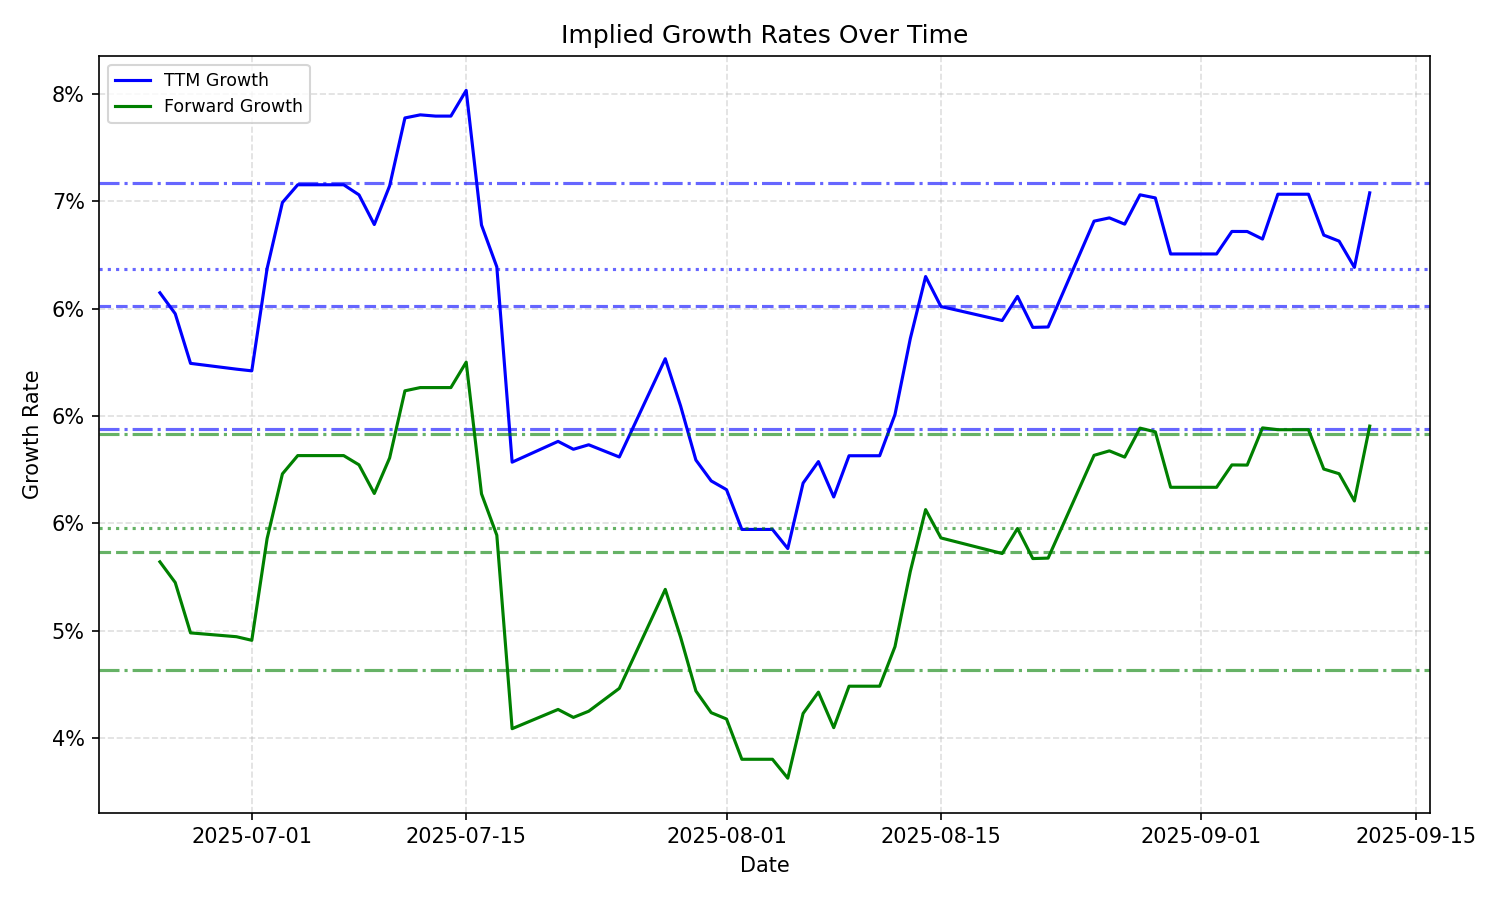 Implied Growth Rates Over Time
TTM Growth
Forward Growth
8%
7%
6%
6%
6%
5%
4%
Growth Rate
2025-07-01
2025-07-15
2025-08-01
2025-08-15
2025-09-01
2025-09-15
Date